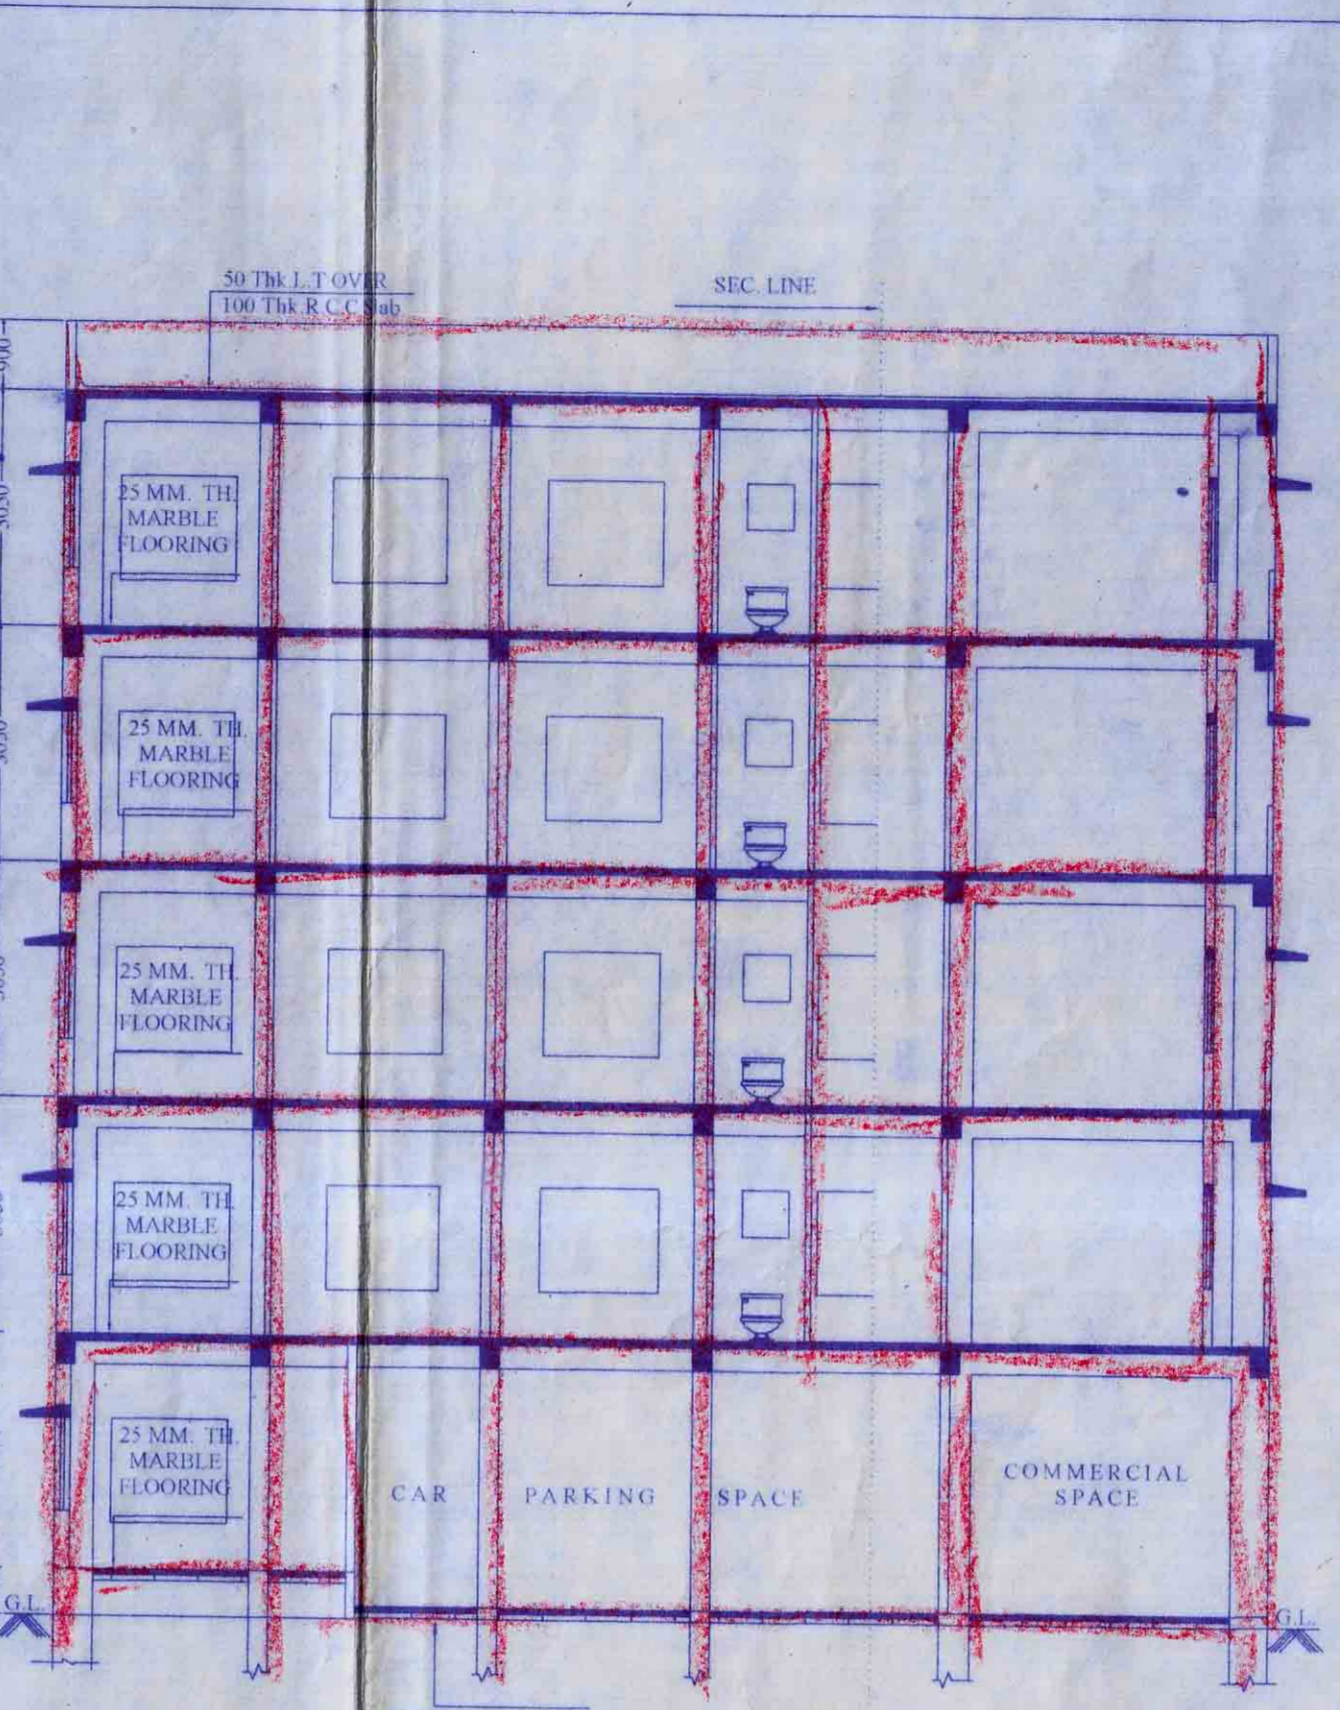 50 Thk L.T OVER
100 Thk R.C.C Slab
SEC. LINE
900
3050
25 MM. TH.
MARBLE
FLOORING
3050
25 MM. TH.
MARBLE
FLOORING
25 MM. TH.
MARBLE
FLOORING
25 MM. TH.
MARBLE
FLOORING
25 MM. TH.
MARBLE
FLOORING
CAR PARKING SPACE
COMMERCIAL
SPACE
G.L.
G.L.